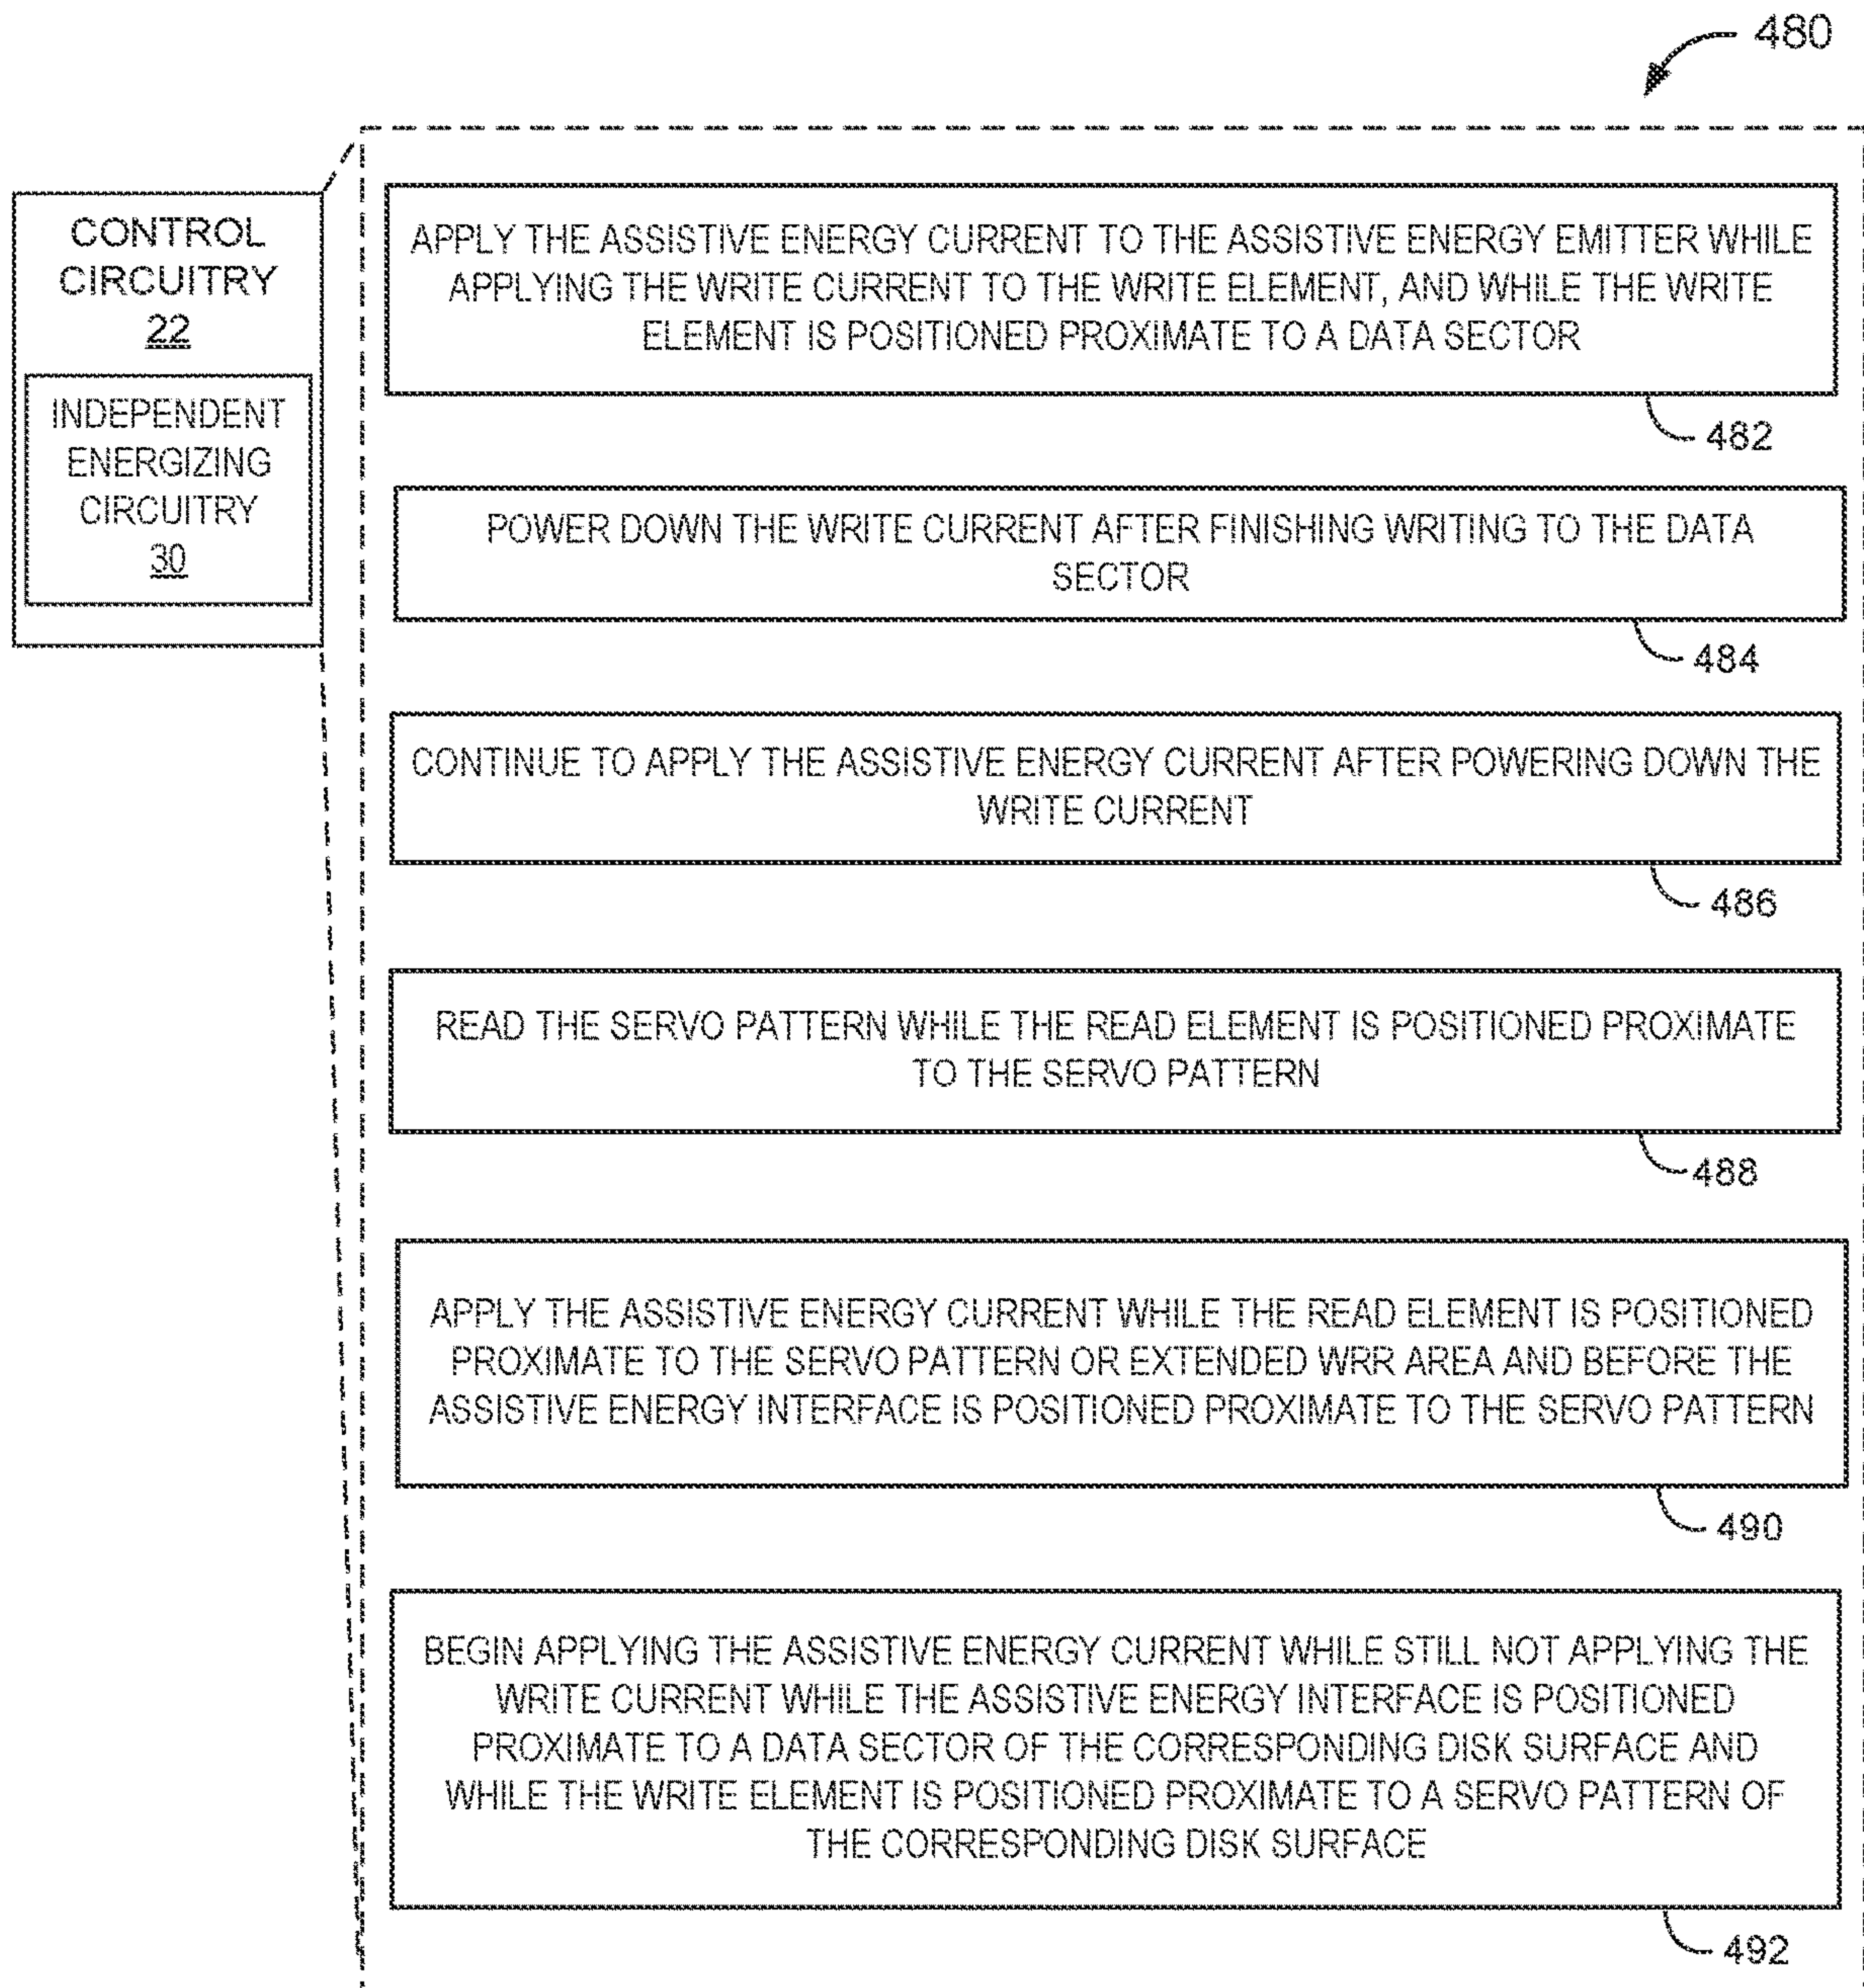 480
CONTROL
CIRCUITRY
22
INDEPENDENT
ENERGIZING
CIRCUITRY
30
APPLY THE ASSISTIVE ENERGY CURRENT TO THE ASSISTIVE ENERGY EMITTER WHILE
APPLYING THE WRITE CURRENT TO THE WRITE ELEMENT, AND WHILE THE WRITE
ELEMENT IS POSITIONED PROXIMATE TO A DATA SECTOR
482
POWER DOWN THE WRITE CURRENT AFTER FINISHING WRITING TO THE DATA
SECTOR
484
CONTINUE TO APPLY THE ASSISTIVE ENERGY CURRENT AFTER POWERING DOWN THE
WRITE CURRENT
486
READ THE SERVO PATTERN WHILE THE READ ELEMENT IS POSITIONED PROXIMATE
TO THE SERVO PATTERN
488
APPLY THE ASSISTIVE ENERGY CURRENT WHILE THE READ ELEMENT IS POSITIONED
PROXIMATE TO THE SERVO PATTERN OR EXTENDED WRR AREA AND BEFORE THE
ASSISTIVE ENERGY INTERFACE IS POSITIONED PROXIMATE TO THE SERVO PATTERN
490
BEGIN APPLYING THE ASSISTIVE ENERGY CURRENT WHILE STILL NOT APPLYING THE
WRITE CURRENT WHILE THE ASSISTIVE ENERGY INTERFACE IS POSITIONED
PROXIMATE TO A DATA SECTOR OF THE CORRESPONDING DISK SURFACE AND
WHILE THE WRITE ELEMENT IS POSITIONED PROXIMATE TO A SERVO PATTERN OF
THE CORRESPONDING DISK SURFACE
492